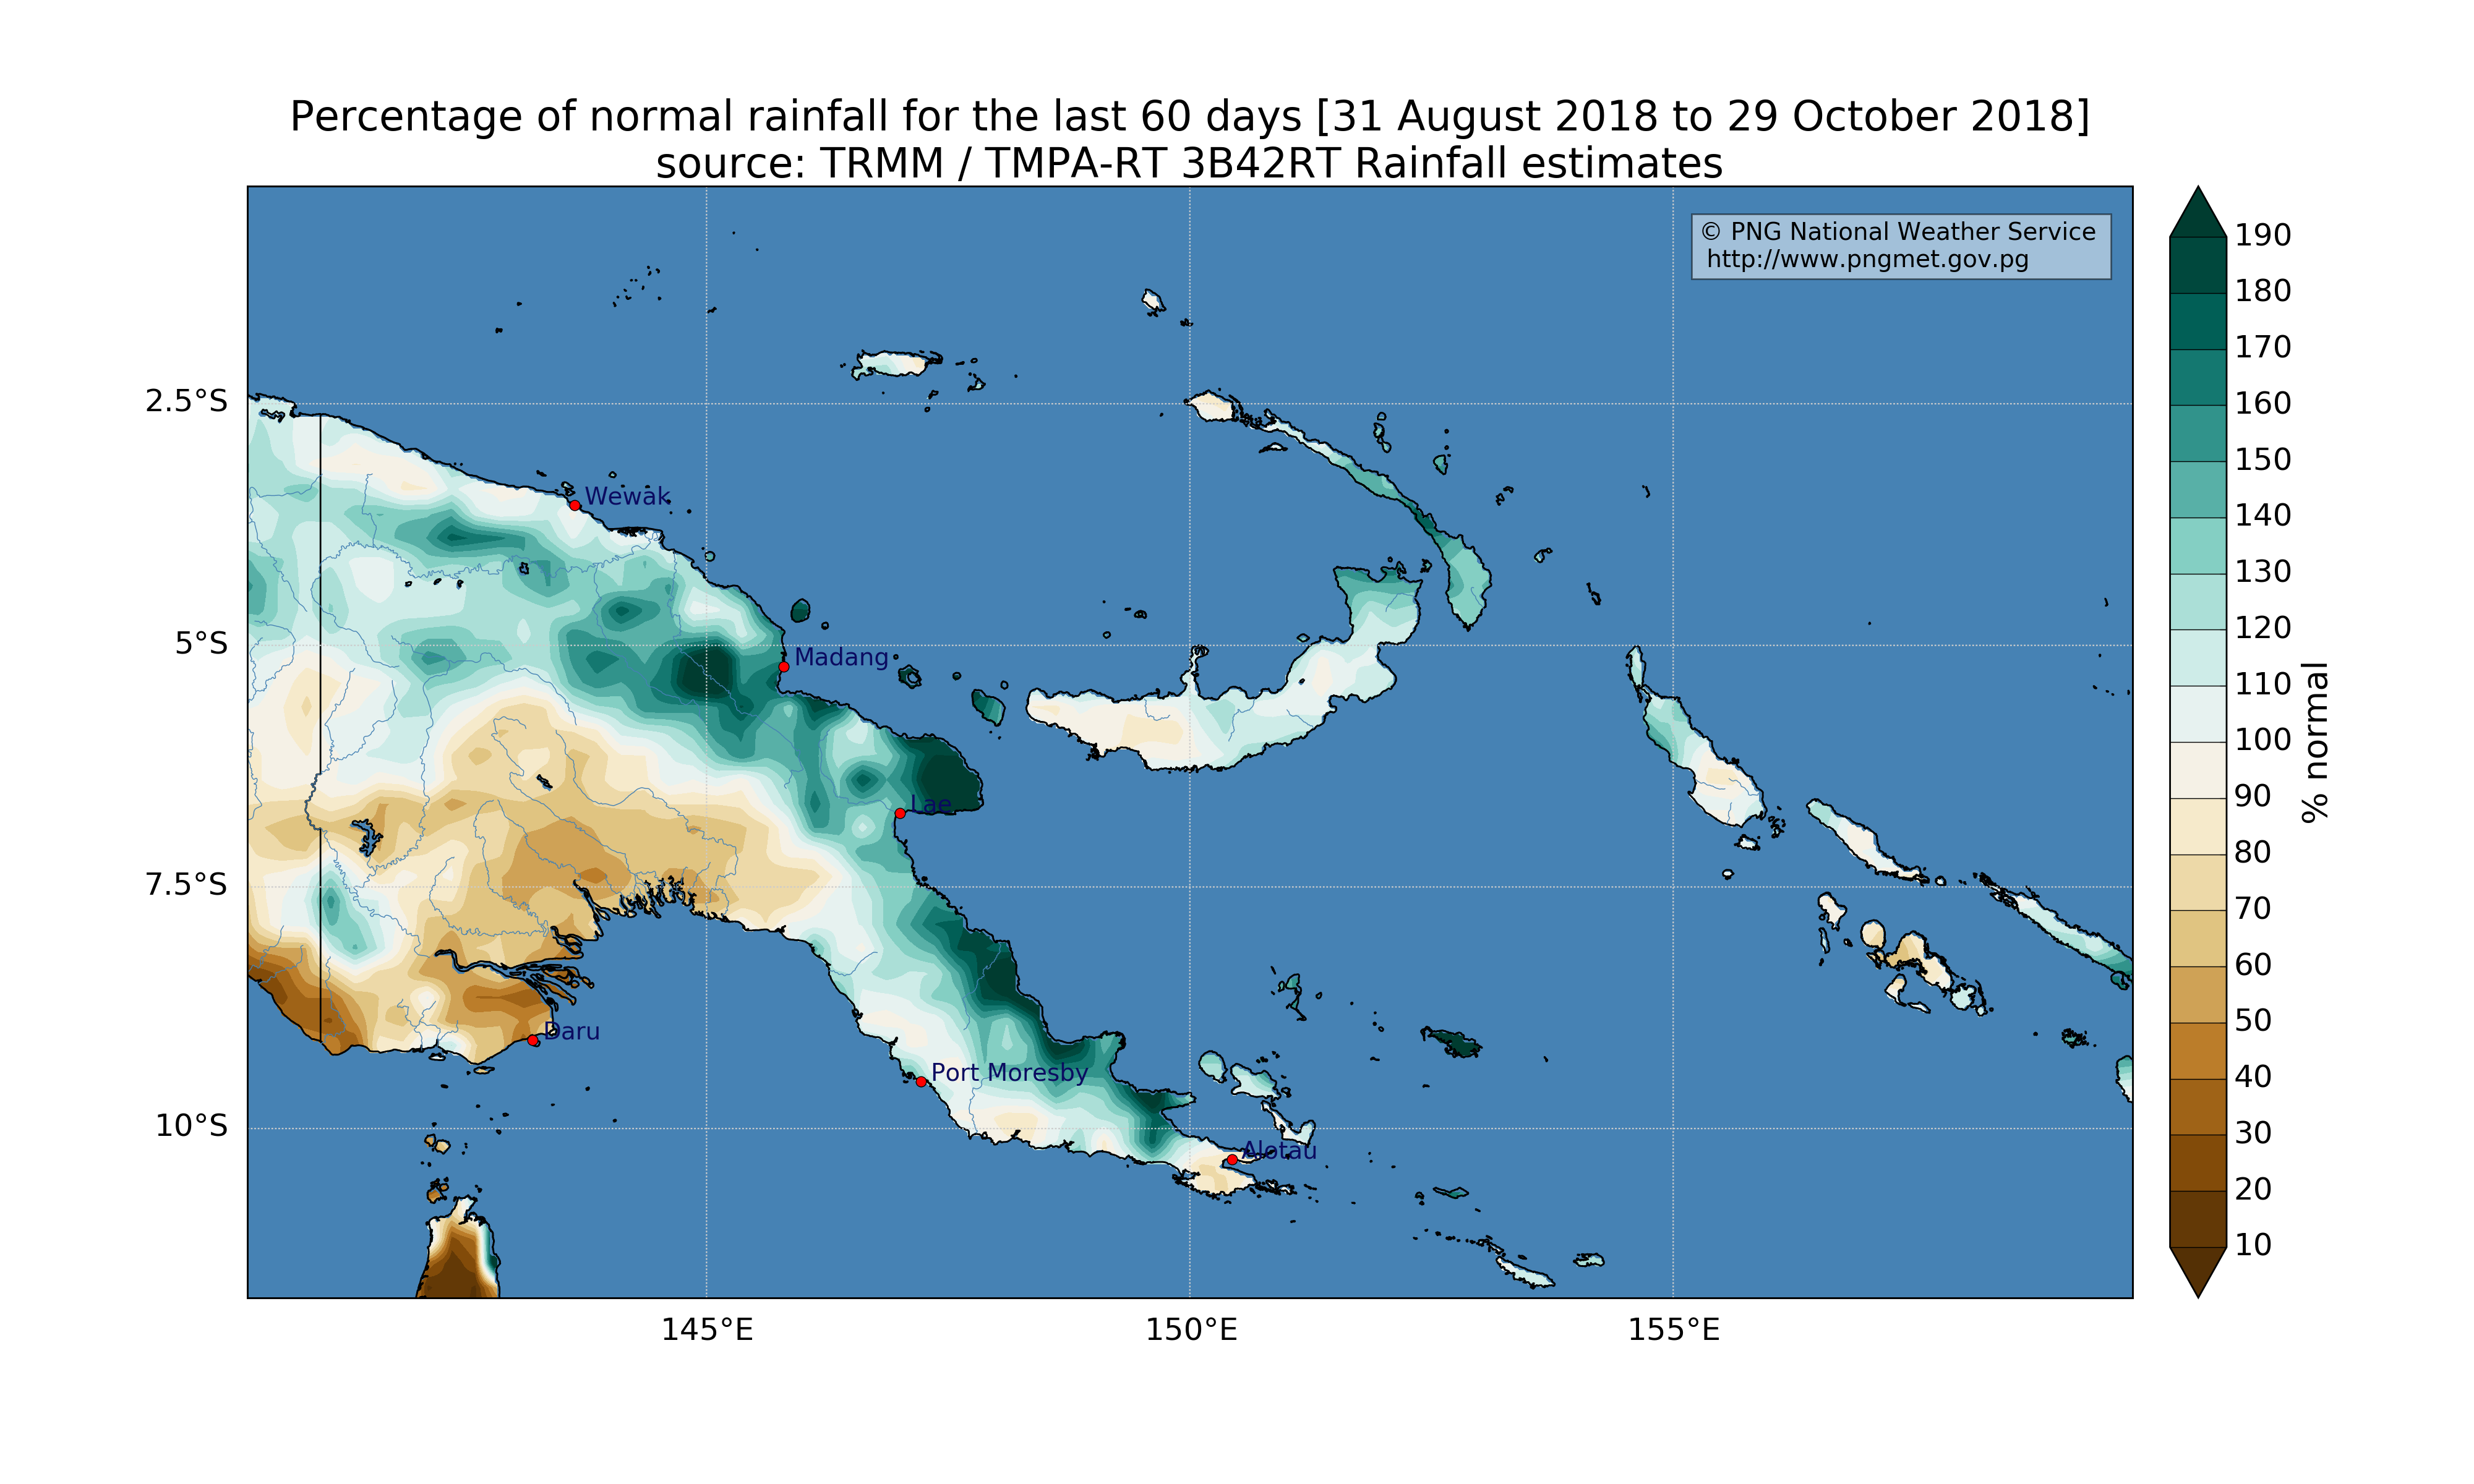 Percentage of normal rainfall for the last 60 days [31 August 2018 to 29 October 2018]
source: TRMM / TMPA-RT 3B42RT Rainfall estimates
© PNG National Weather Service
http://www.pngmet.gov.pg
2.5°S
5°S
7.5°S
10°S
Wewak
Madang
Lae
Daru
Port Moresby
Alotau
145°E
150°E
155°E
190
180
170
160
150
140
130
120
110
100
90
80
70
60
50
40
30
20
10
% normal